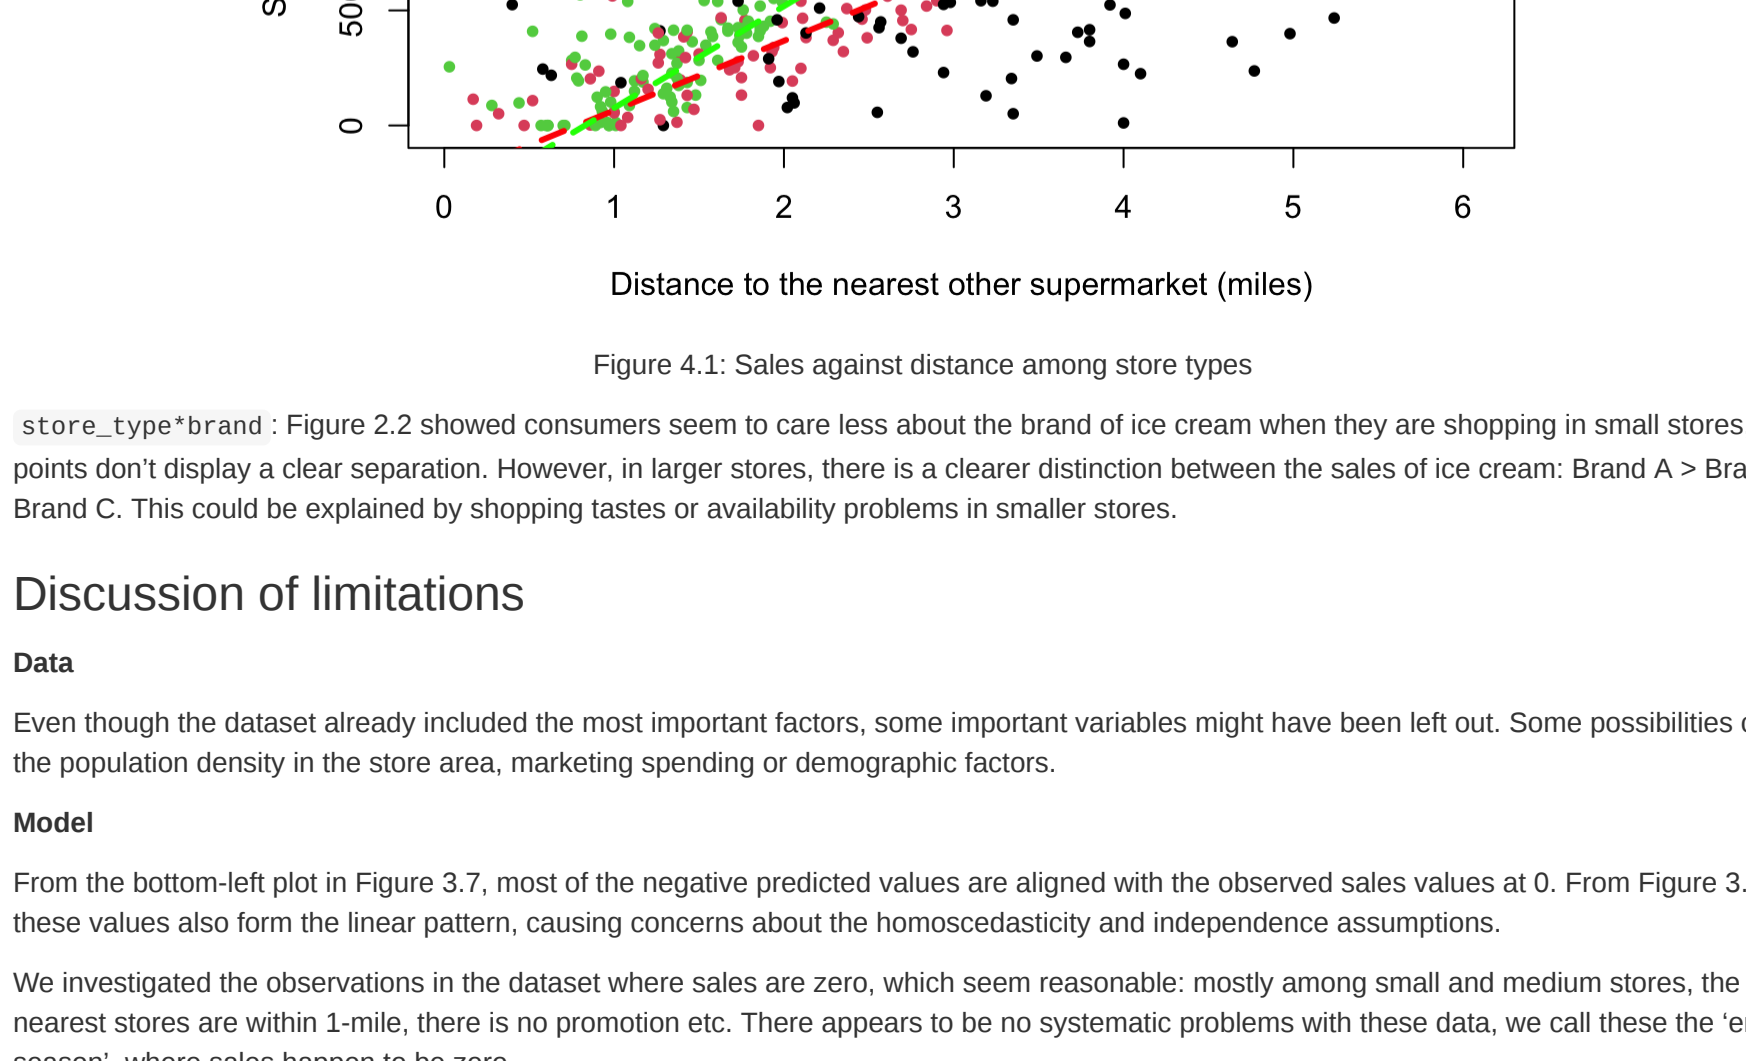 500
0
0 1 2 3 4 5 6
Distance to the nearest other supermarket (miles)
Figure 4.1: Sales against distance among store types
store_type*brand: Figure 2.2 showed consumers seem to care less about the brand of ice cream when they are shopping in small stores
points don’t display a clear separation. However, in larger stores, there is a clearer distinction between the sales of ice cream: Brand A >
Brand C. This could be explained by shopping tastes or availability problems in smaller stores.
Discussion of limitations
Data
Even though the dataset already included the most important factors, some important variables might have been left out. Some possibilities
the population density in the store area, marketing spending or demographic factors.
Model
From the bottom-left plot in Figure 3.7, most of the negative predicted values are aligned with the observed sales values at 0. From Figure 3.
these values also form the linear pattern, causing concerns about the homoscedasticity and independence assumptions.
We investigated the observations in the dataset where sales are zero, which seem reasonable: mostly among small and medium stores, the
nearest stores are within 1-mile, there is no promotion etc. There appears to be no systematic problems with these data, we call these the
season’, where sales happen to be zero.